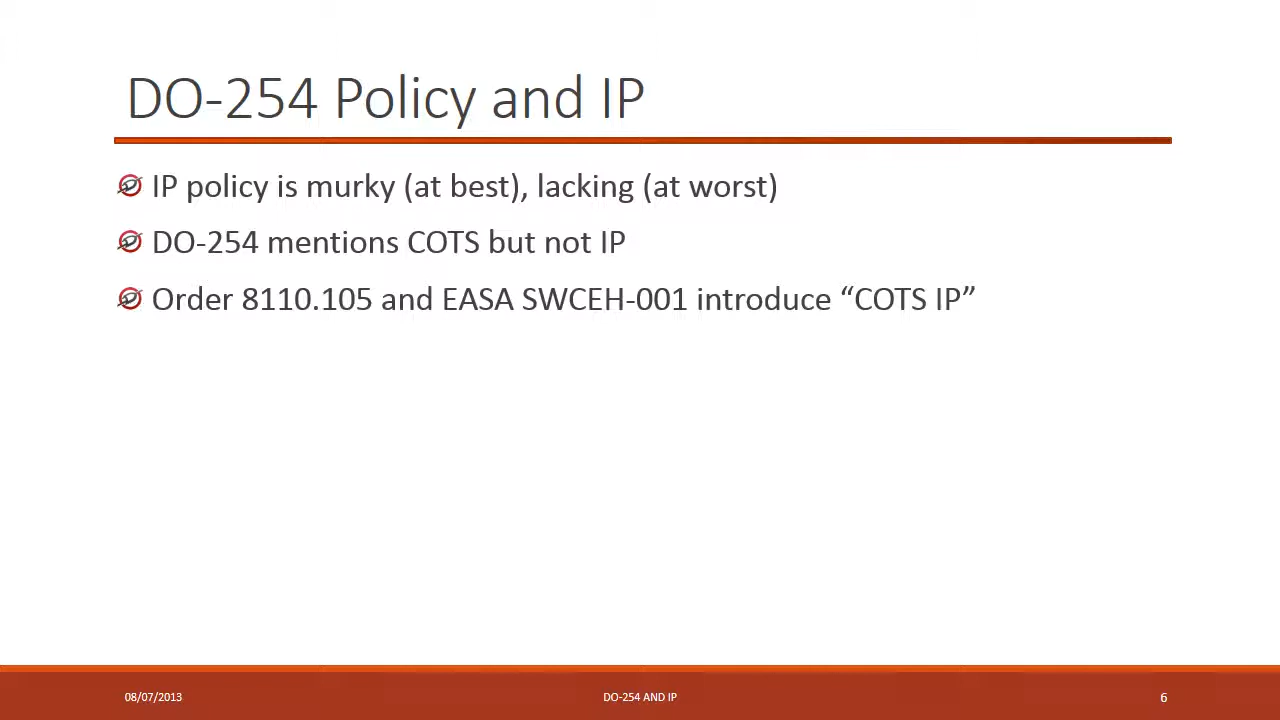 DO-254 Policy and IP
IP policy is murky (at best), lacking (at worst)
DO-254 mentions COTS but not IP
Order 8110.105 and EASA SWCEH-001 introduce “COTS IP”
08/07/2013
DO-254 AND IP
6